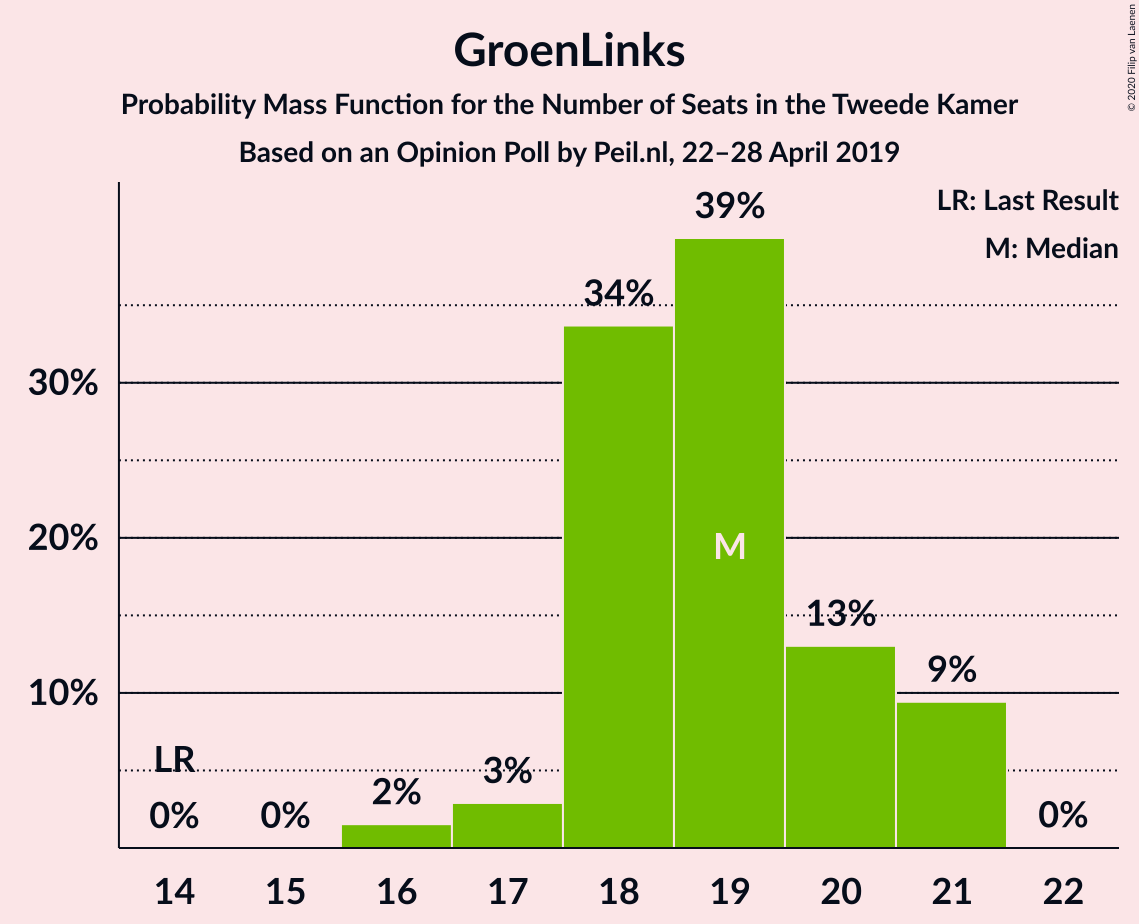 GroenLinks
Probability Mass Function for the Number of Seats in the Tweede Kamer
Based on an Opinion Poll by Peil.nl, 22–28 April 2019
© 2020 Filip van Laenen
LR: Last Result
M: Median
39%
34%
30%
20%
M
13%
9%
10%
LR
3%
2%
0%
0%
0%
14
15
16
17
18
19
20
21
22